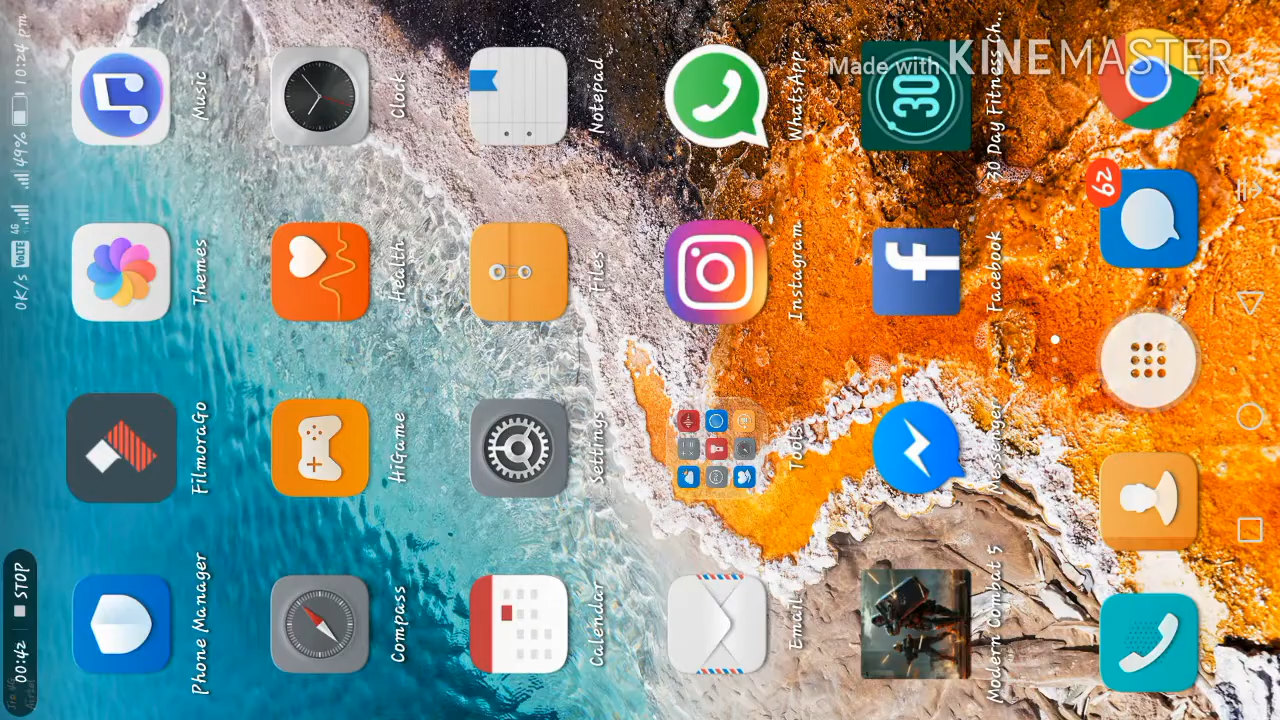 Made with KINEMASTER
00:42 STOP
0K/s VoLTE 4G 49% 10:24 pm
Phone Manager
FilmoraGo
Themes
Music
Compass
HiGame
Health
Clock
Calendar
Settings
Files
Notepad
Email
Tools
Instagram
WhatsApp
30
Modern Combat 5
Messenger
Facebook
30 Day Fitness Ch..
29